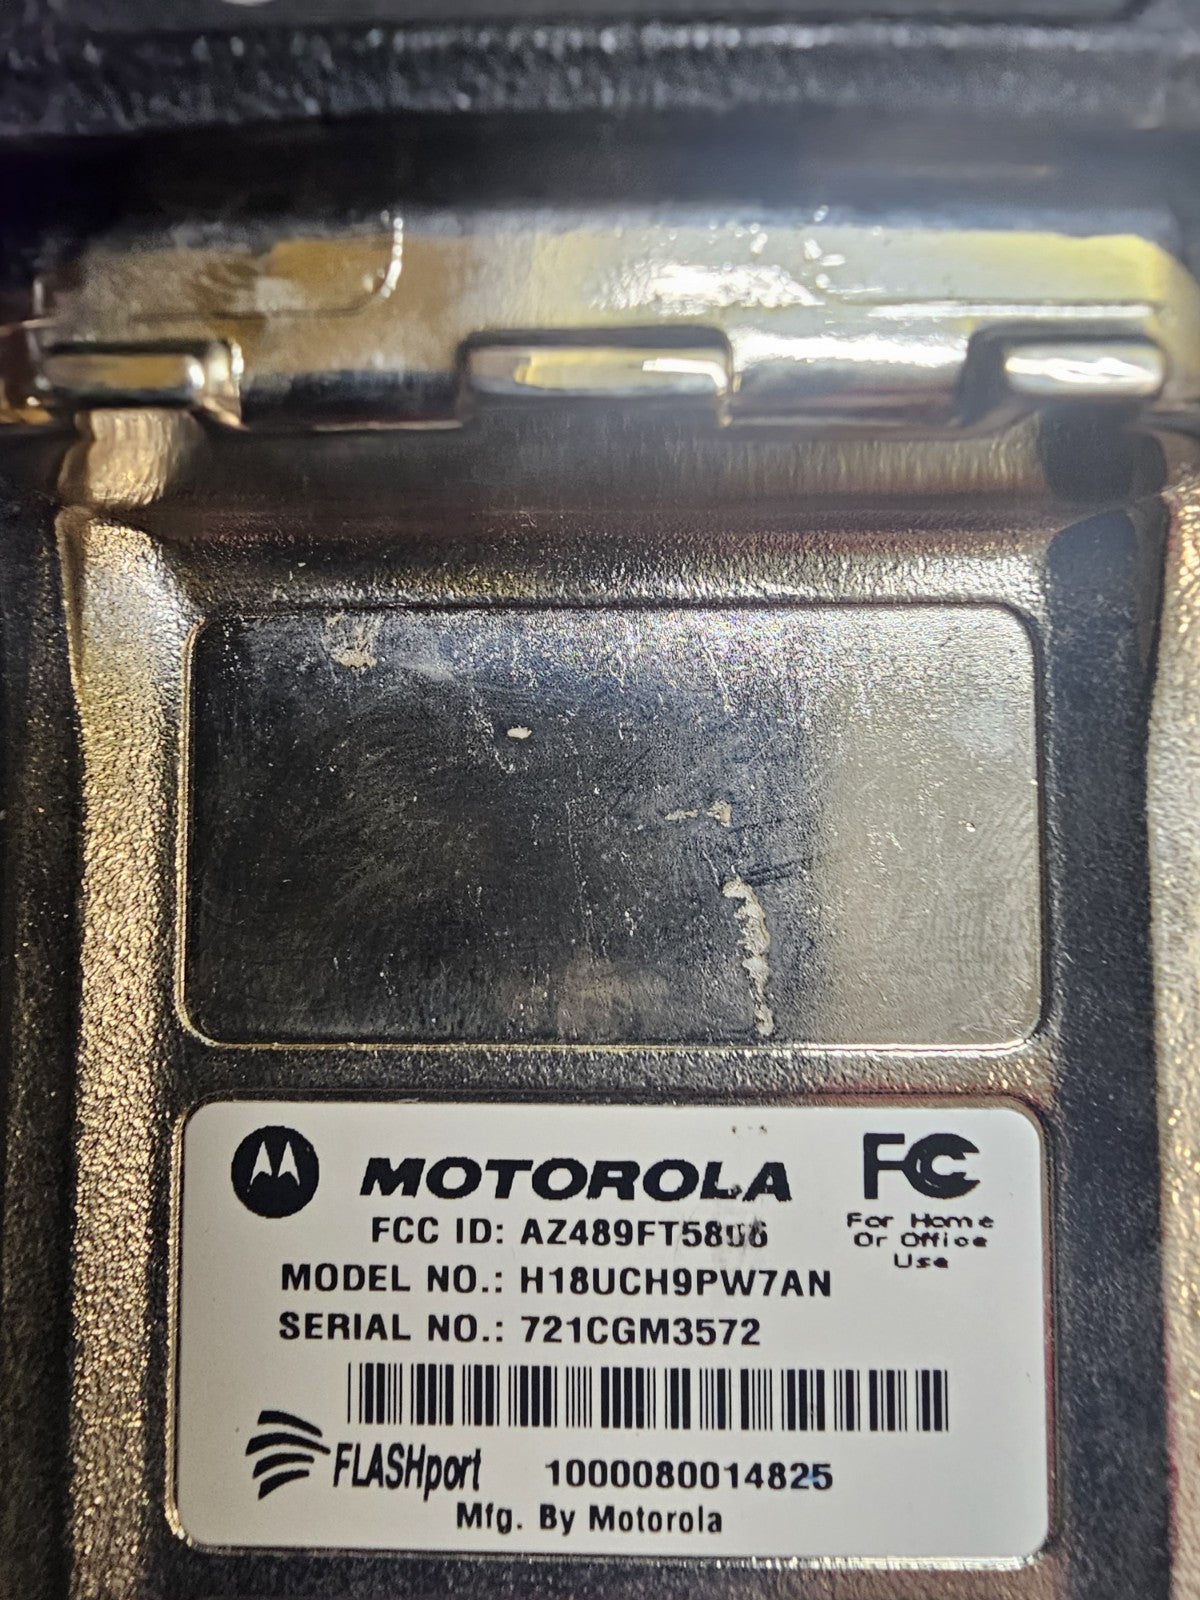 MOTOROLA
FC
For Home
Or Office
Use
FCC ID:
MODEL NO.: H18UCH9PW7AN
SERIAL NO.: 721CGM3572
FLASHport
1000080014825
Mfg. By Motorola